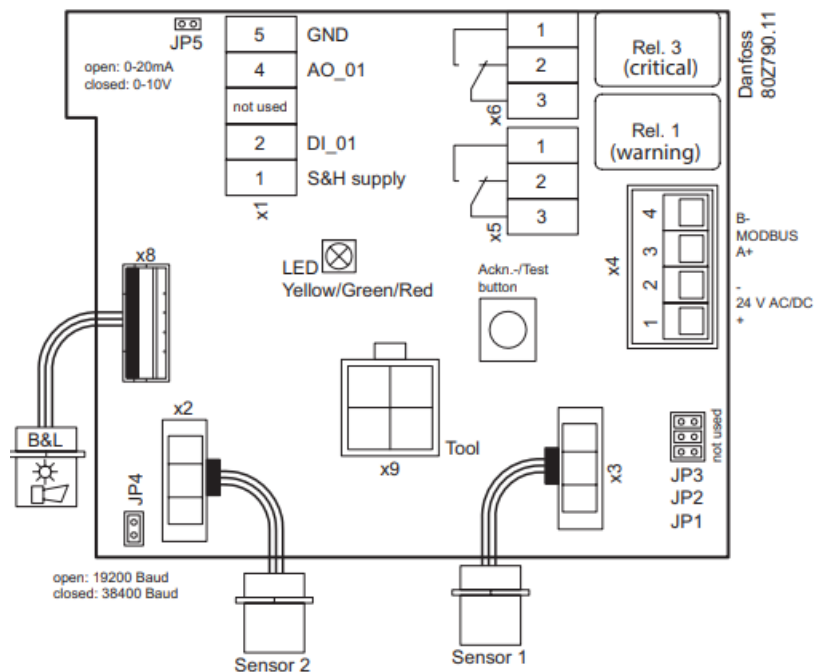 JP5
open: 0-20mA
closed: 0-10V
5 GND
4 AO_01
not used
2 DI_01
1 S&H supply
x1
1
2
3
x6
Rel. 3
(critical)
1
2
3
x5
Rel. 1
(warning)
Danfoss
80Z790.11
4
3
2
1
x4
B-
MODBUS
A+
-
24 V AC/DC
+
x8
LED
Yellow/Green/Red
Ackn.-/Test
button
B&L
x2
JP4
x9
Tool
x3
not used
JP3
JP2
JP1
open: 19200 Baud
closed: 38400 Baud
Sensor 2
Sensor 1